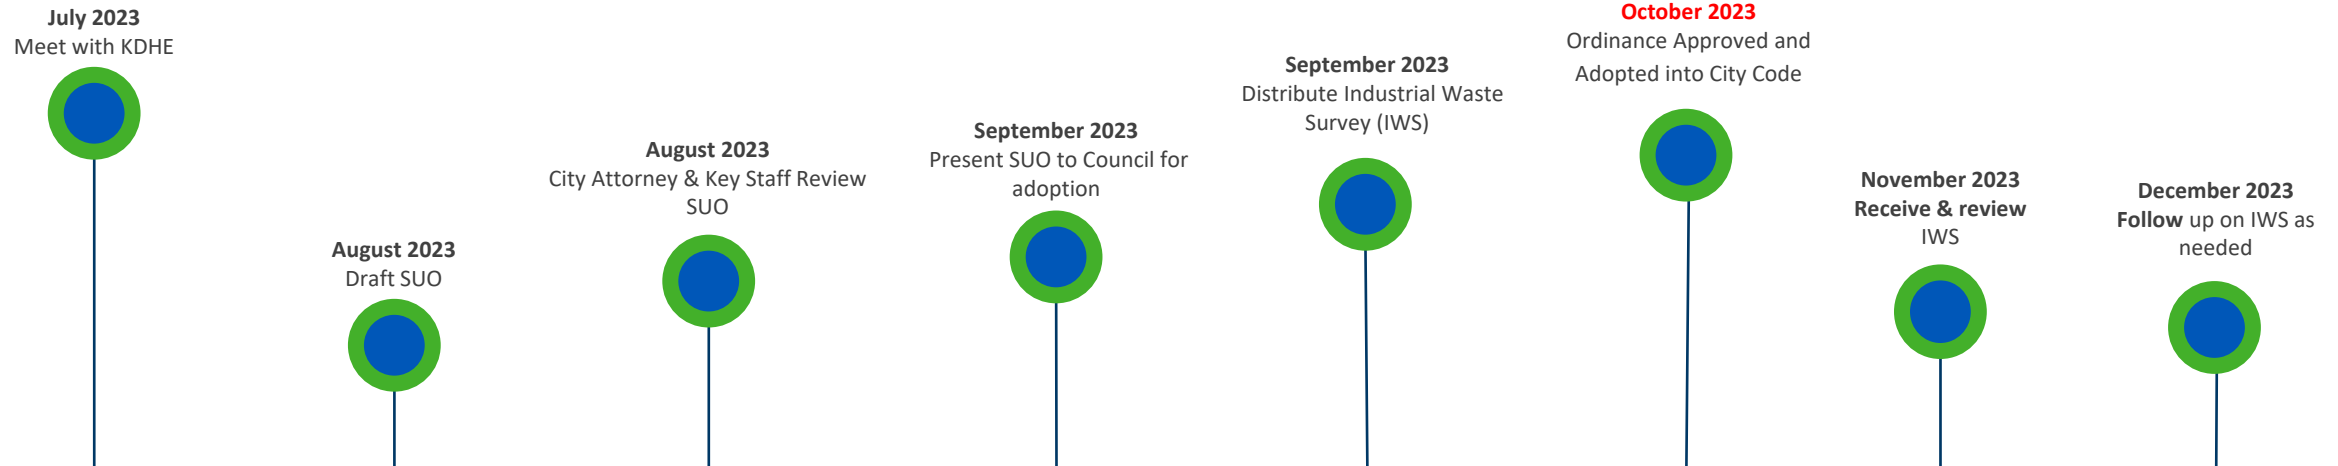 July 2023
Meet with KDHE
August 2023
Draft SUO
August 2023
City Attorney & Key Staff Review
SUO
September 2023
Present SUO to Council for
adoption
September 2023
Distribute Industrial Waste
Survey (IWS)
October 2023
Ordinance Approved and
Adopted into City Code
November 2023
Receive & review
IWS
December 2023
Follow up on IWS as
needed